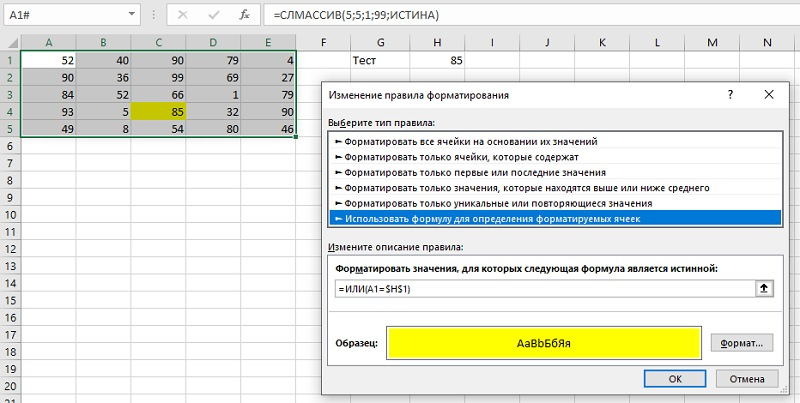 A1# =СЛМАССИВ(5;5;1;99;ИСТИНА)
A B C D E F G H I J K L M N
1 52 40 90 79 4 Тест 85
2 90 36 99 69 27
3 84 52 66 1 79
4 93 5 85 32 90
5 49 8 54 80 46
6
7
8
9
10
11
12
13
14
15
16
17
18
19
20
21
Изменение правила форматирования ? ×
Выберите тип правила:
► Форматировать все ячейки на основании их значений
► Форматировать только ячейки, которые содержат
► Форматировать только первые или последние значения
► Форматировать только значения, которые находятся выше или ниже среднего
► Форматировать только уникальные или повторяющиеся значения
► Использовать формулу для определения форматируемых ячеек
Измените описание правила:
Форматировать значения, для которых следующая формула является истинной:
=ИЛИ(A1=$H$1)
Образец: АаВbБбЯя Формат...
ОК Отмена